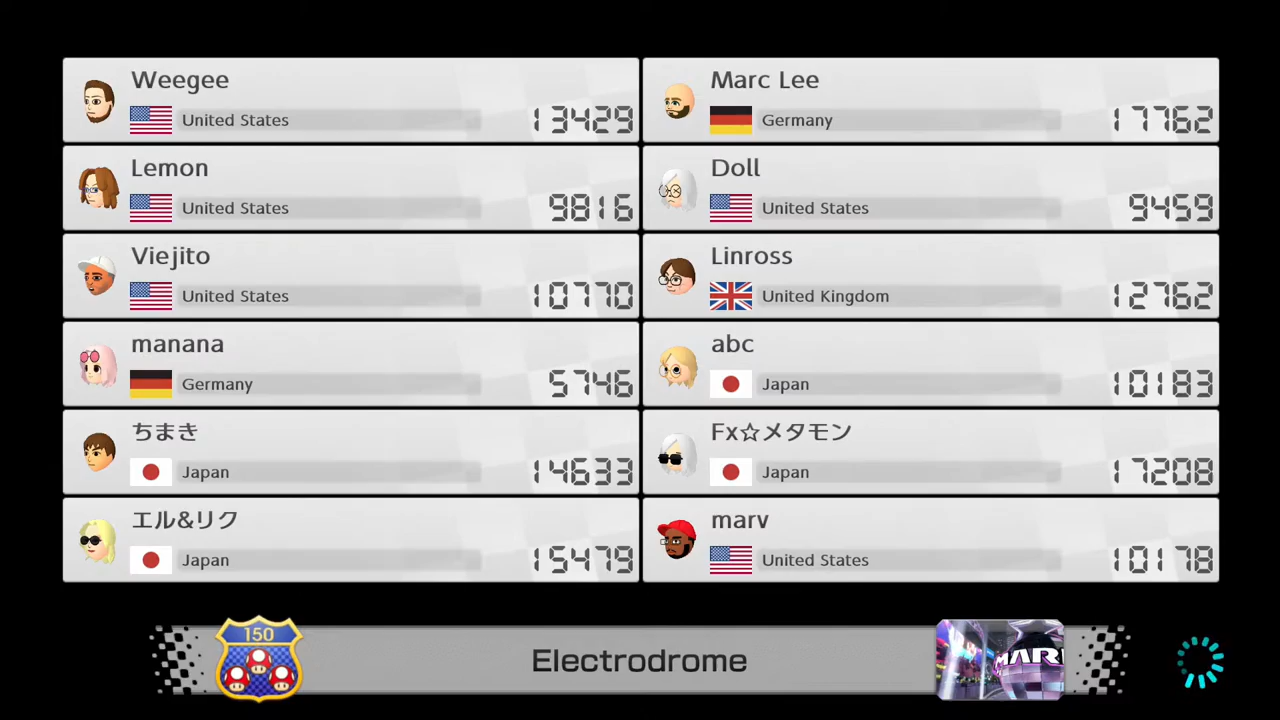 Weegee
United States 13429
Marc Lee
Germany 17762
Lemon
United States 9816
Doll
United States 9459
Viejito
United States 10770
Linross
United Kingdom 12762
manana
Germany 5746
abc
Japan 10183
ちまき
Japan 14633
Fx☆メタモン
Japan 17208
エル&リク
Japan 15479
marv
United States 10178
150
Electrodrome
MARI